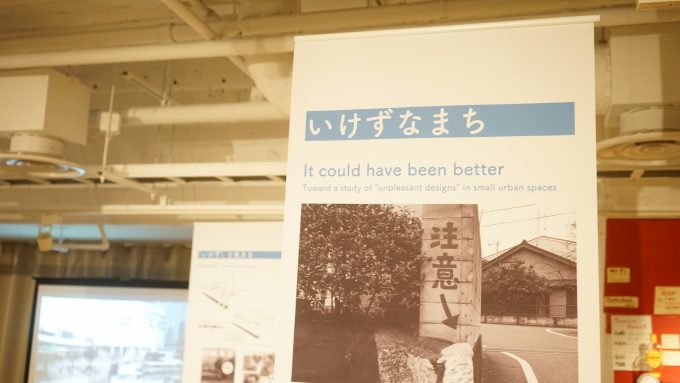 いけずなまち
It could have been better
Toward a study of "unpleasant designs" in small urban spaces
注意